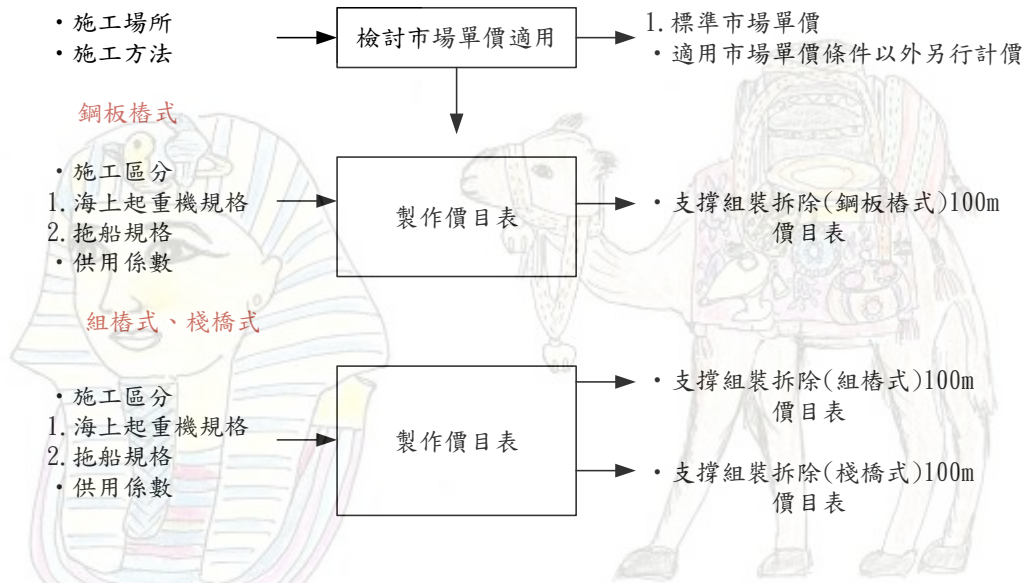 ・施工場所
・施工方法
檢討市場單價適用
1.標準市場單價
・適用市場單價條件以外另行計價
鋼板樁式
・施工區分
1.海上起重機規格
2.拖船規格
・供用係數
製作價目表
・支撐組裝拆除(鋼板樁式)100m
價目表
組樁式、棧橋式
・施工區分
1.海上起重機規格
2.拖船規格
・供用係數
製作價目表
・支撐組裝拆除(組樁式)100m
價目表
・支撐組裝拆除(棧橋式)100m
價目表